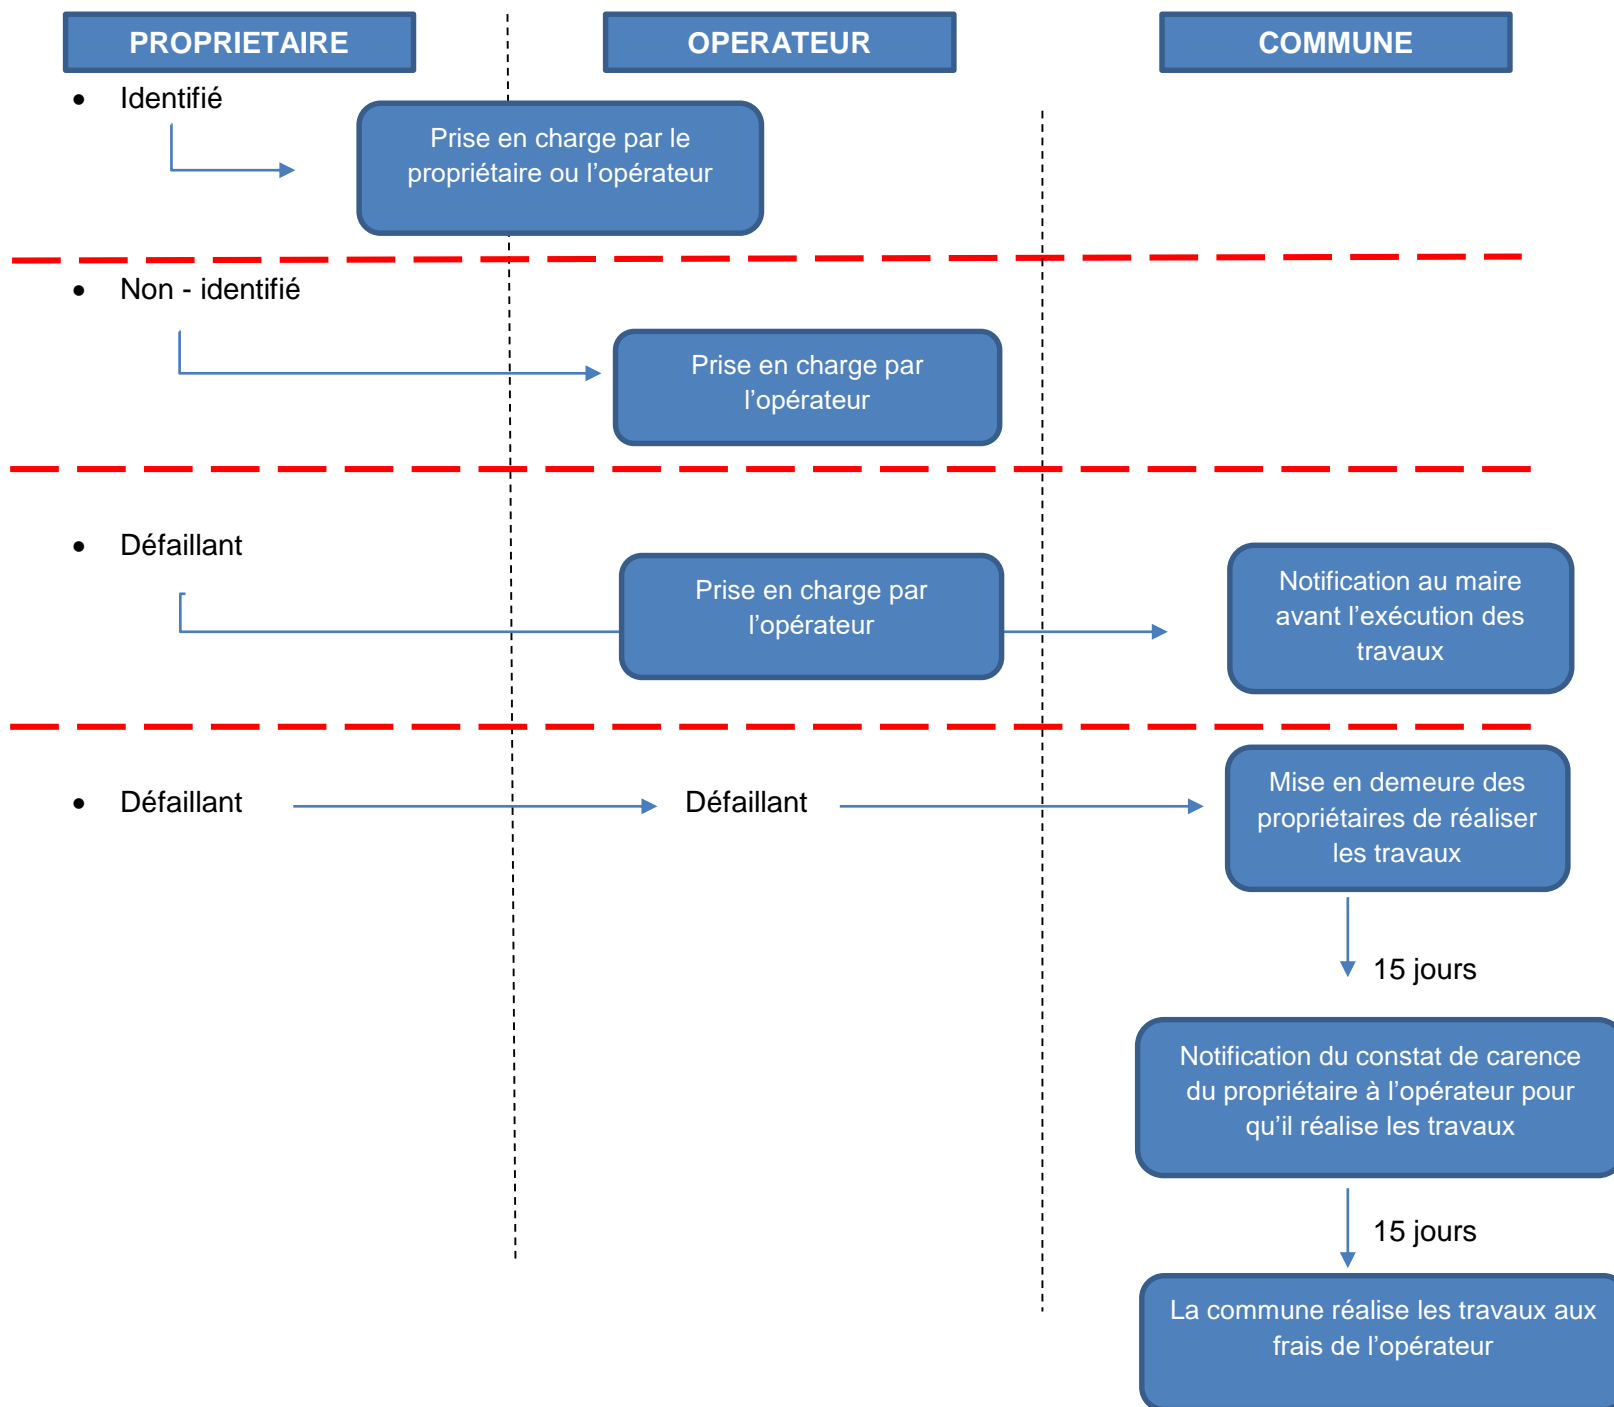 PROPRIETAIRE
OPERATEUR
COMMUNE
• Identifié
Prise en charge par le
propriétaire ou l’opérateur
• Non - identifié
Prise en charge par
l’opérateur
• Défaillant
Prise en charge par
l’opérateur
Notification au maire
avant l’exécution des
travaux
• Défaillant
Défaillant
Mise en demeure des
propriétaires de réaliser
les travaux
15 jours
Notification du constat de carence
du propriétaire à l’opérateur pour
qu’il réalise les travaux
15 jours
La commune réalise les travaux aux
frais de l’opérateur